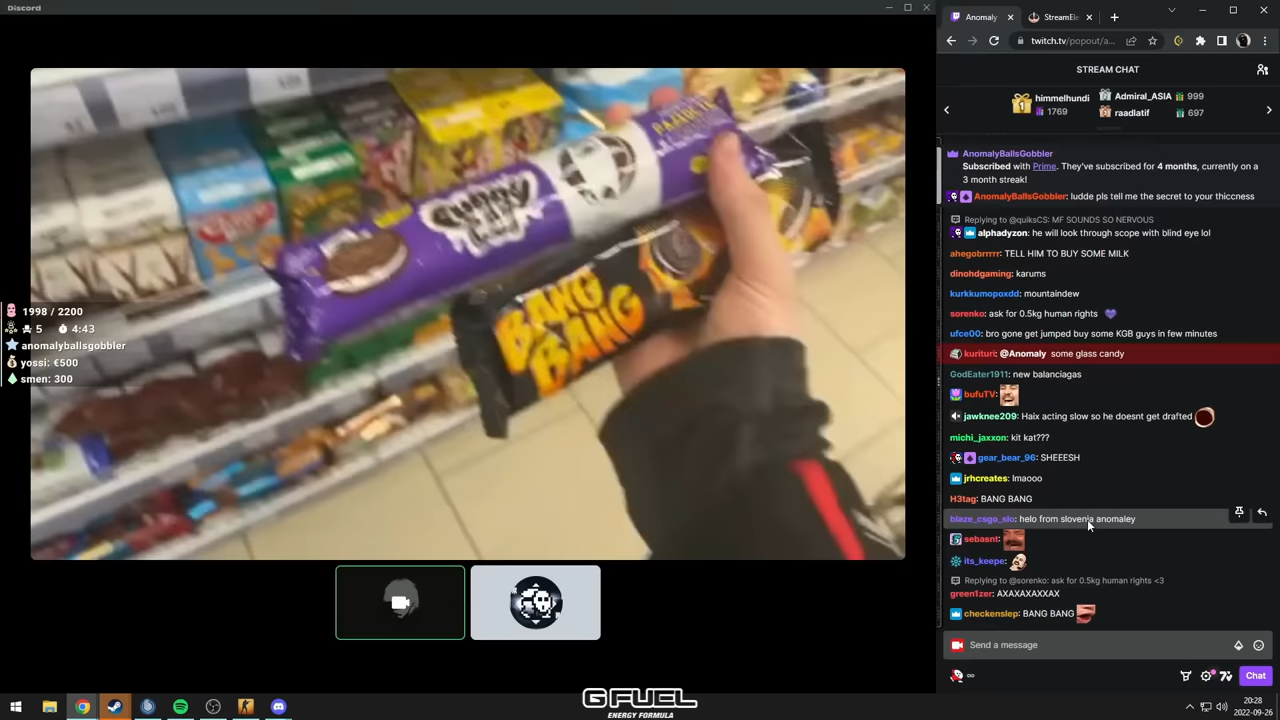 Discord
BANG
BANG
1998 / 2200
5 4:43
anomalyballsgobbler
yossi: €500
smen: 300
GFUEL
ENERGY FORMULA
Anomaly
StreamEle
twitch.tv/popout/a...
STREAM CHAT
himmelhundi
1769
Admiral_ASIA 999
raadlatif 697
AnomalyBallsGobbler
Subscribed with Prime. They've subscribed for 4 months, currently on
a 3 month streak!
AnomalyBallsGobbler: ludde pls tell me the secret to your thiccness
Replying to @quiksCS: MF SOUNDS SO NERVOUS
alphadyzon: he will look through scope with blind eye lol
ahegobrrrrr: TELL HIM TO BUY SOME MILK
dinohdgaming: karums
kurkkumopoxdd: mountaindew
sorenko: ask for 0.5kg human rights
ufce00: bro gone get jumped buy some KGB guys in few minutes
kurituri: @Anomaly some glass candy
GodEater1911: new balanciagas
bufuTV:
jawknee209: Haix acting slow so he doesnt get drafted
michi_jaxxon: kit kat???
gear_bear_96: SHEEESH
jrhcreates: lmaooo
H3tag: BANG BANG
blaze_csgo_slo: helo from slovenia anomaley
sebasnt:
its_keepe:
Replying to @sorenko: ask for 0.5kg human rights <3
green1zer: AXAXAXAXXAX
checkenslep: BANG BANG
Send a message
Chat
20:28
2022-09-26